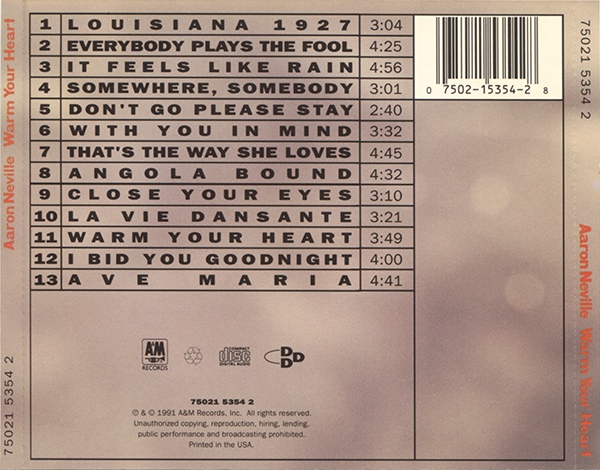 1 LOUISIANA 1927 3:04
2 EVERYBODY PLAYS THE FOOL 4:25
3 IT FEELS LIKE RAIN 4:56
4 SOMEWHERE, SOMEBODY 3:01
5 DON'T GO PLEASE STAY 2:40
6 WITH YOU IN MIND 3:32
7 THAT'S THE WAY SHE LOVES 4:45
8 ANGOLA BOUND 4:32
9 CLOSE YOUR EYES 3:10
10 LA VIE DANSANTE 3:21
11 WARM YOUR HEART 3:49
12 I BID YOU GOODNIGHT 4:00
13 AVE MARIA 4:41
0 07502-15354-2 8
Aaron Neville Warm Your Heart
75021 5354 2
75021 5354 2
Aaron Neville Warm Your Heart
A&M
RECORDS
COMPACT
disc
DIGITAL AUDIO
DDD
75021 5354 2
℗ & © 1991 A&M Records, Inc. All rights reserved.
Unauthorized copying, reproduction, hiring, lending,
public performance and broadcasting prohibited.
Printed in the USA.